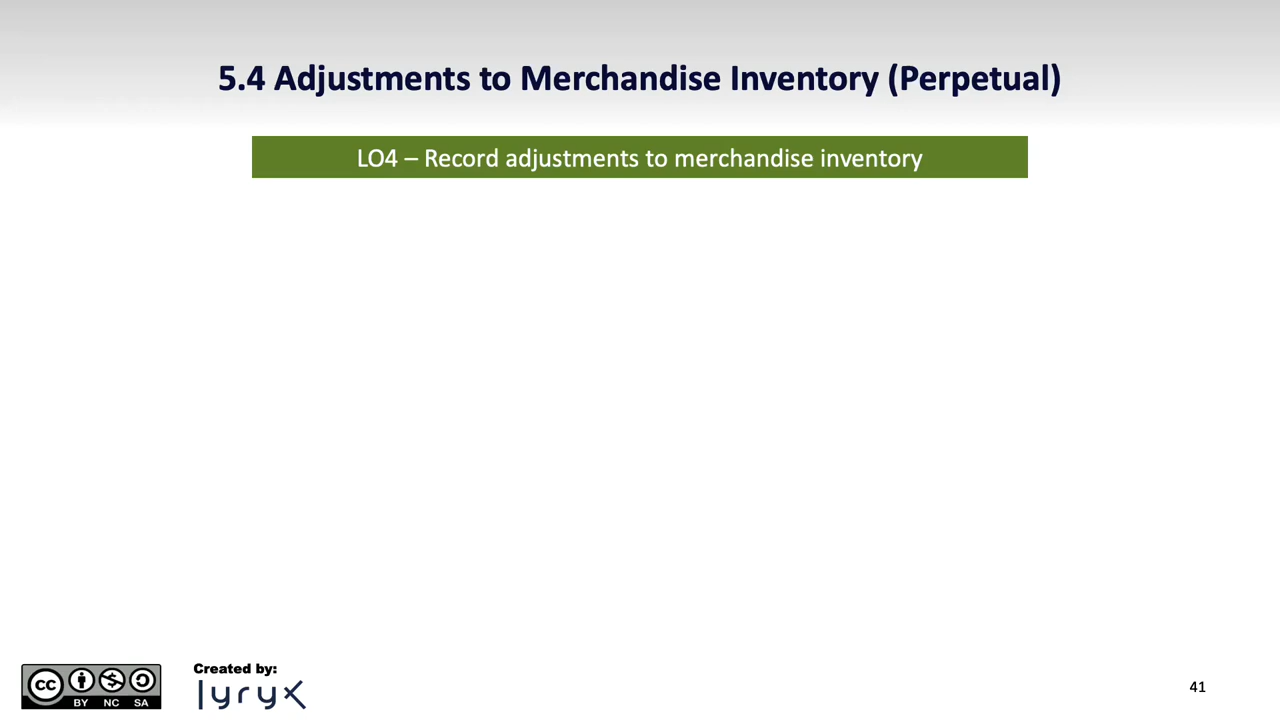 5.4 Adjustments to Merchandise Inventory (Perpetual)
LO4 – Record adjustments to merchandise inventory
Created by:
lyryx
cc
BY NC SA
41